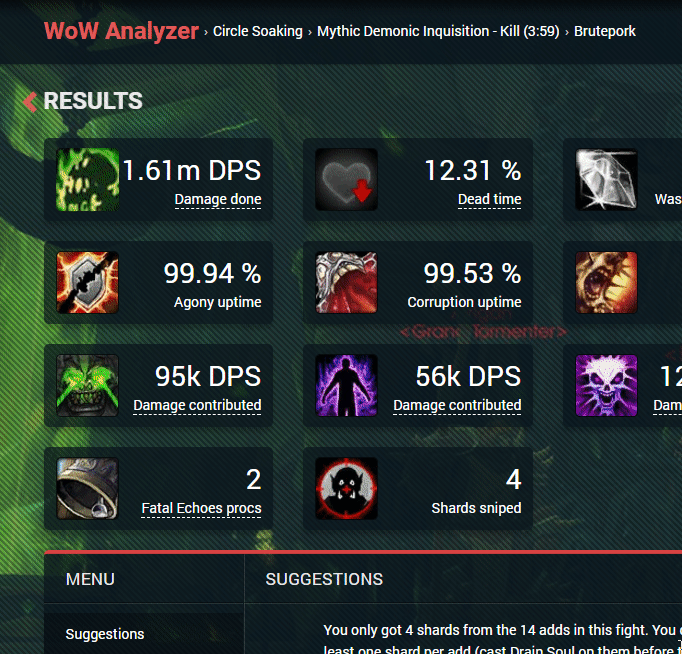 WoW Analyzer › Circle Soaking › Mythic Demonic Inquisition - Kill (3:59) › Brutepork
RESULTS
1.61m DPS
Damage done
12.31 %
Dead time
Was
99.94 %
Agony uptime
99.53 %
Corruption uptime
<Grand Tormenter>
95k DPS
Damage contributed
56k DPS
Damage contributed
12
Dam
2
Fatal Echoes procs
4
Shards sniped
MENU
SUGGESTIONS
Suggestions
You only got 4 shards from the 14 adds in this fight. You
least one shard per add (cast Drain Soul on them before